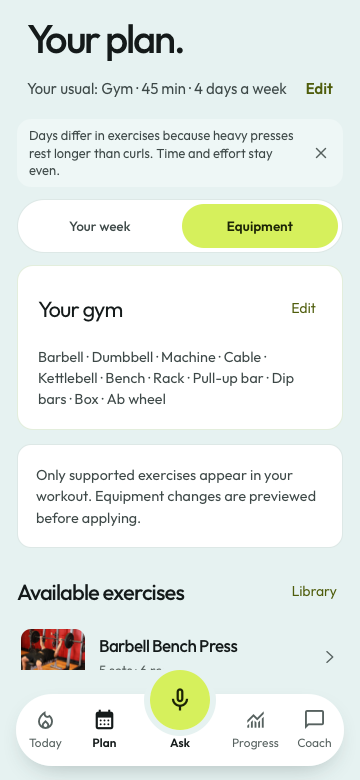 Your plan.
Your usual: Gym · 45 min · 4 days a week Edit
Days differ in exercises because heavy presses
rest longer than curls. Time and effort stay
even.
Your week Equipment
Your gym Edit
Barbell · Dumbbell · Machine · Cable ·
Kettlebell · Bench · Rack · Pull-up bar · Dip
bars · Box · Ab wheel
Only supported exercises appear in your
workout. Equipment changes are previewed
before applying.
Available exercises Library
Barbell Bench Press
Today Plan Ask Progress Coach